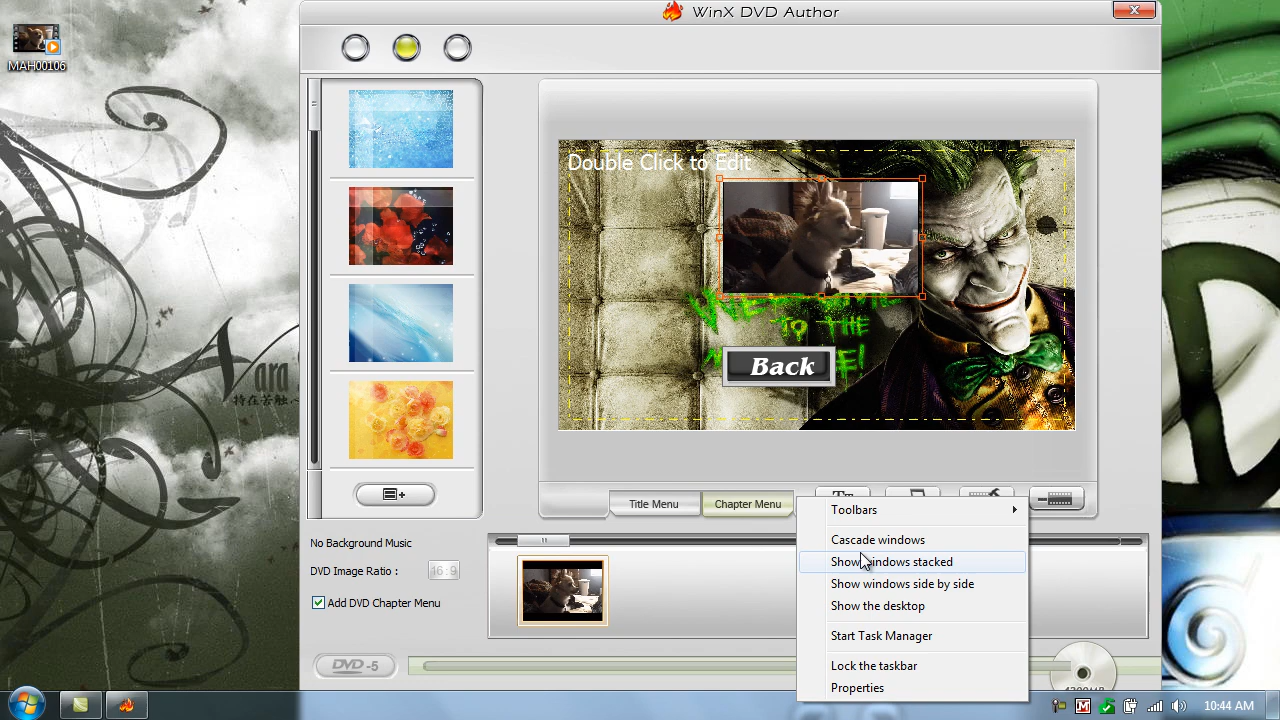 WinX DVD Author
MAH00106
Double Click to Edit
TO THE
Back
Title Menu
Chapter Menu
Toolbars
Cascade windows
Show windows stacked
Show windows side by side
Show the desktop
Start Task Manager
Lock the taskbar
Properties
No Background Music
DVD Image Ratio :
16:9
Add DVD Chapter Menu
DVD -5
10:44 AM